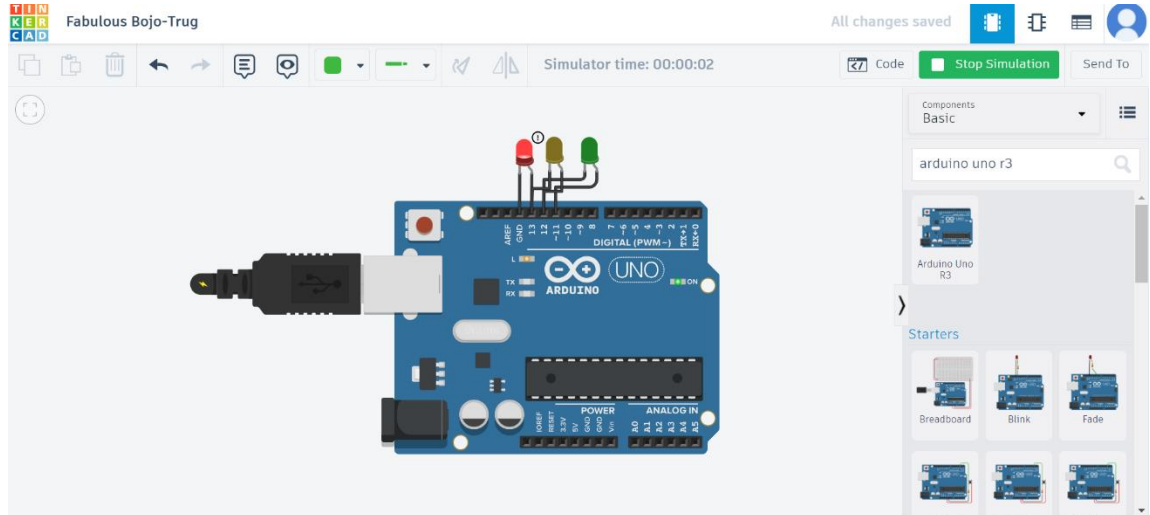 TIN
KER
CAD
Fabulous Bojo-Trug
All changes saved
Simulator time: 00:00:02
Code
Stop Simulation
Send To
Components
Basic
arduino uno r3
Arduino Uno
R3
Starters
Breadboard
Blink
Fade
AREF
GND
13
12
~11
~10
~9
8
7
~6
~5
4
~3
2
TX→1
RX←0
DIGITAL (PWM~)
L
TX
RX
ARDUINO
UNO
ON
POWER
ANALOG IN
IOREF
RESET
3.3V
5V
GND
GND
Vin
A0
A1
A2
A3
A4
A5